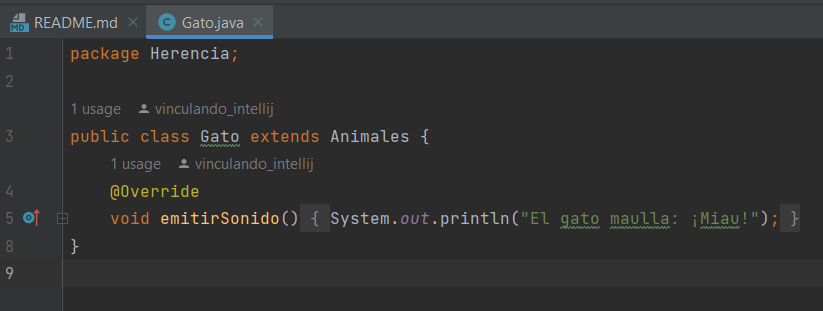 MD README.md × C Gato.java ×
1 package Herencia;
2
1 usage vinculando_intellij
3 public class Gato extends Animales {
1 usage vinculando_intellij
4 @Override
5 void emitirSonido() { System.out.println("El gato maulla: ¡Miau!"); }
8 }
9